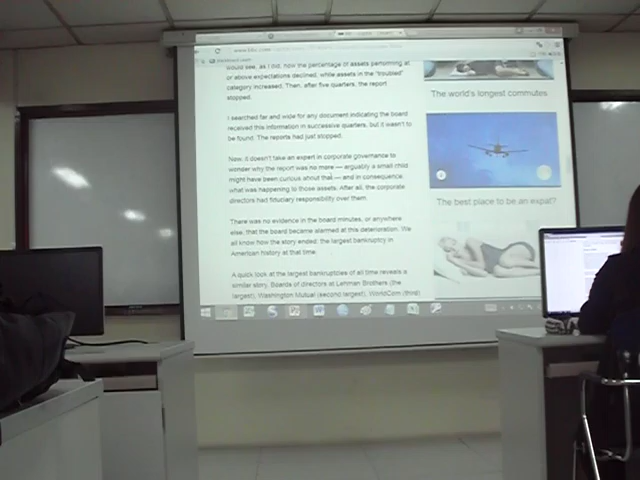 www.bbc.com
would see, as I did, how the percentage of assets performing at
or above expectations declined, while assets in the "troubled"
category increased. Then, after five quarters, the report
stopped.
I searched far and wide for any document indicating the board
received this information in successive quarters, but it wasn't to
be found. The reports had just stopped.
Now, it doesn't take an expert in corporate governance to
wonder why the report was no more — arguably a small child
might have been curious about that — and in consequence,
what was happening to those assets. After all, the corporate
directors had fiduciary responsibility over them.
There was no evidence in the board minutes, or anywhere
else, that the board became alarmed at this deterioration. We
all know how the story ended: the largest bankruptcy in
American history at that time.
A quick look at the largest bankruptcies of all time reveals a
similar story. Boards of directors at Lehman Brothers (the
largest), Washington Mutual (second largest), WorldCom (third)
The world's longest commutes
The best place to be an expat?